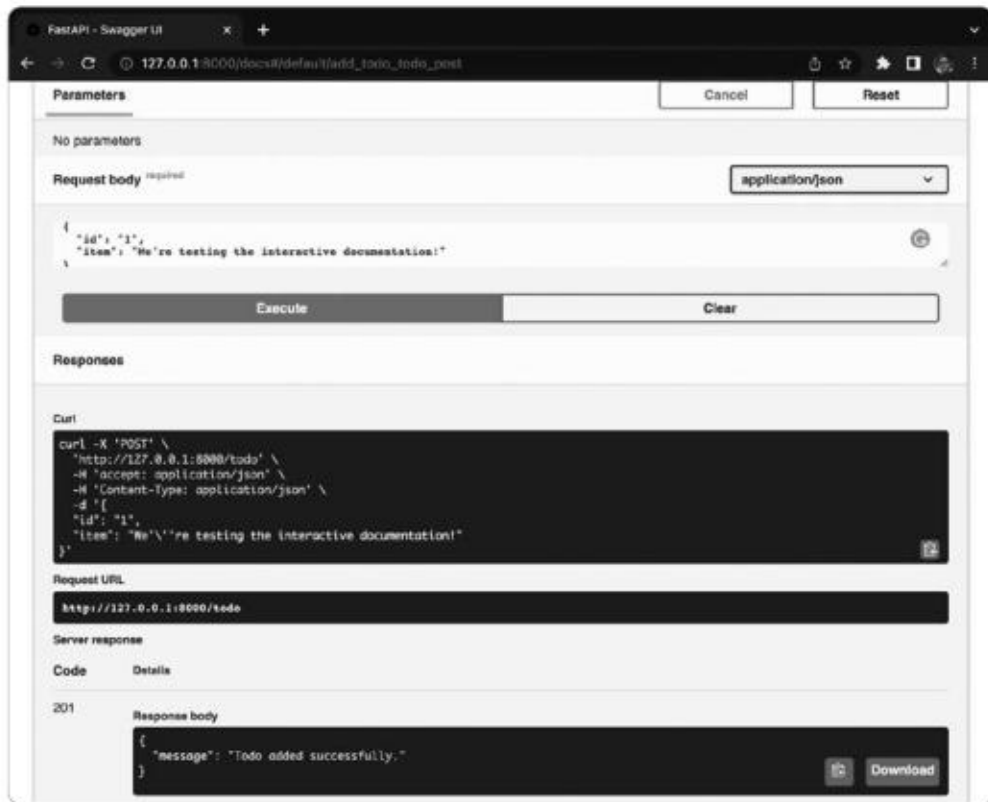 FastAPI - Swagger UI
127.0.0.1:8000/docs#/default/add_todo_todo_post
Parameters
Cancel
Reset
No parameters
Request body required
application/json
{
"id": "1",
"item": "We're testing the interactive documentation!"
Execute
Clear
Responses
Curl
curl -X 'POST' \
'http://127.0.0.1:8000/todo' \
-H 'accept: application/json' \
-H 'Content-Type: application/json' \
-d '{
"id": "1",
"item": "We'\''re testing the interactive documentation!"
}'
Request URL
http://127.0.0.1:8000/todo
Server response
Code Details
201
Response body
{
"message": "Todo added successfully."
}
Download